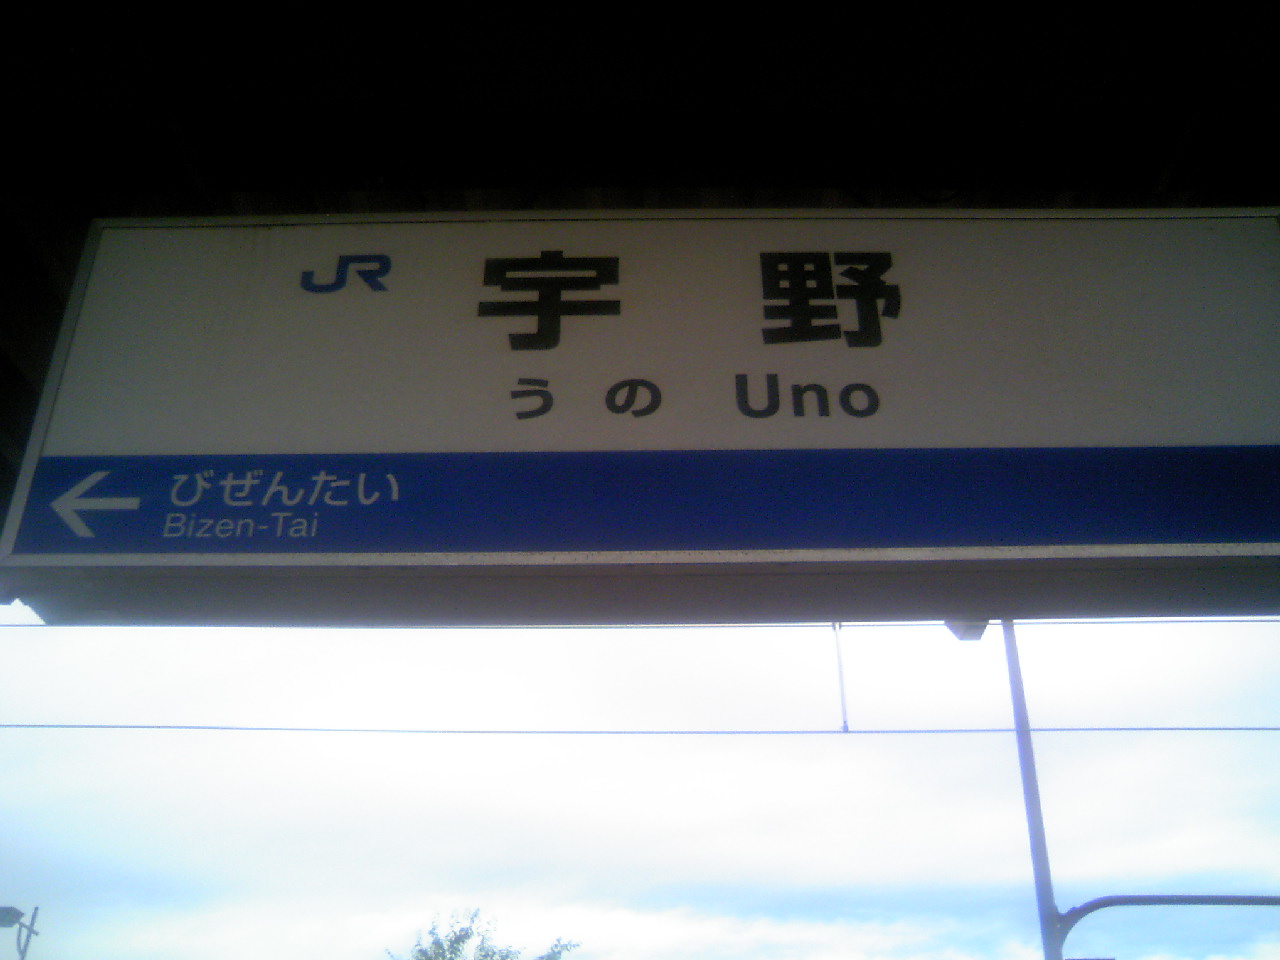 JR 宇野
うの Uno
← びぜんたい
Bizen-Tai